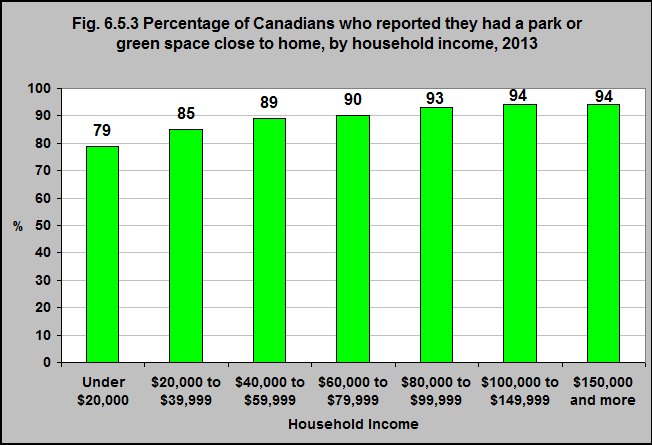 Fig. 6.5.3 Percentage of Canadians who reported they had a park or
green space close to home, by household income, 2013
100
90
80
70
60
50
40
30
20
10
0
%
79
85
89
90
93
94
94
Under
$20,000
$20,000 to
$39,999
$40,000 to
$59,999
$60,000 to
$79,999
$80,000 to
$99,999
$100,000 to
$149,999
$150,000
and more
Household Income